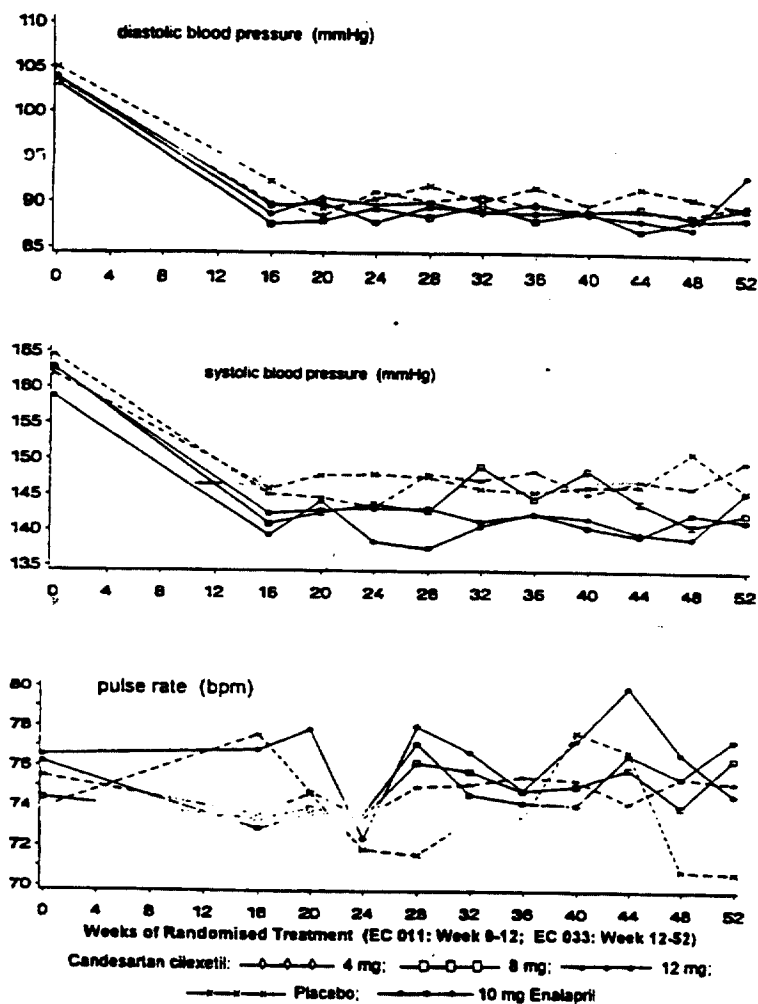 110
diastolic blood pressure (mmHg)
105
100
95
90
85
0 4 8 12 16 20 24 28 32 36 40 44 48 52
165
systolic blood pressure (mmHg)
160
155
150
145
140
135
0 4 8 12 16 20 24 28 32 36 40 44 48 52
80
pulse rate (bpm)
78
76
74
72
70
0 4 8 12 16 20 24 28 32 36 40 44 48 52
Weeks of Randomised Treatment (EC 011: Week 0-12; EC 033: Week 12-52)
Candesartan cilexetil: 4 mg; 8 mg; 12 mg;
Placebo; 10 mg Enalapril